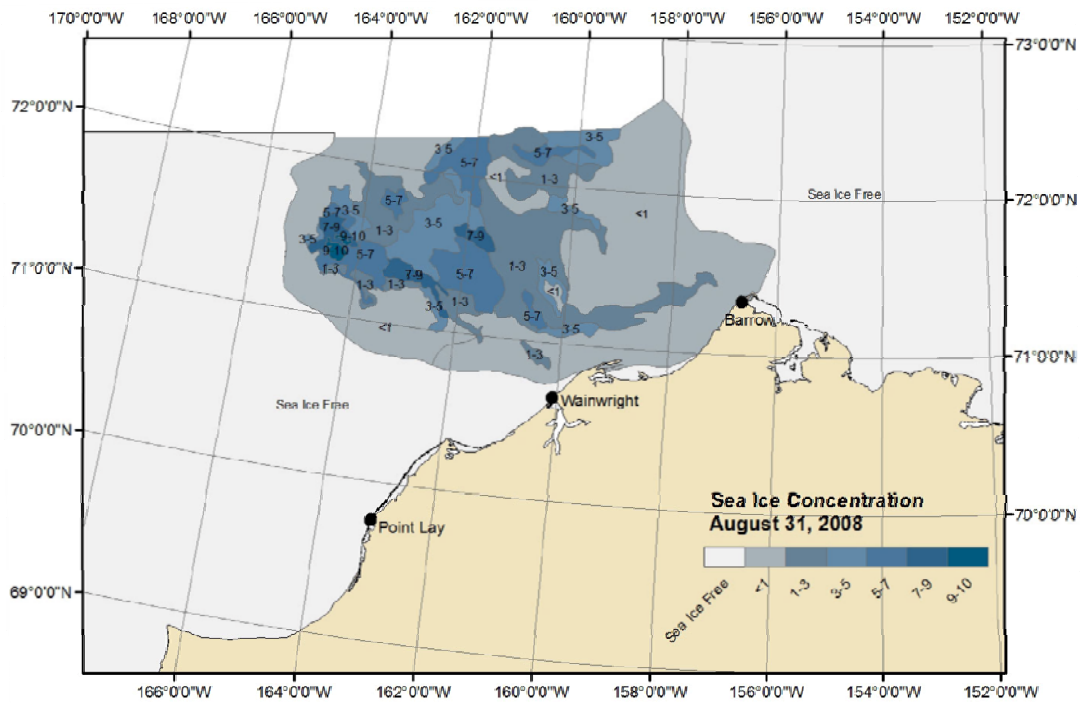 170°0'0"W 168°0'0"W 166°0'0"W 164°0'0"W 162°0'0"W 160°0'0"W 158°0'0"W 156°0'0"W 154°0'0"W 152°0'0"W
73°0'0"N
72°0'0"N
3-5
3-5
5-7
5-7
<1
1-3
Sea Ice Free
72°0'0"N
5-7
5-7
3-5
3-5
3-5
<1
7-9
1-3
9-10
7-9
3-5
9-10
5-7
71°0'0"N
1-3
7-9
5-7
1-3
3-5
1-3
1-3
<1
3-5
1-3
5-7
3-5
<1
Barrow
1-3
71°0'0"N
Sea Ice Free
Wainwright
70°0'0"N
Sea Ice Concentration
August 31, 2008
70°0'0"N
Point Lay
Sea Ice Free
<1
1-3
3-5
5-7
7-9
9-10
69°0'0"N
166°0'0"W 164°0'0"W 162°0'0"W 160°0'0"W 158°0'0"W 156°0'0"W 154°0'0"W 152°0'0"W